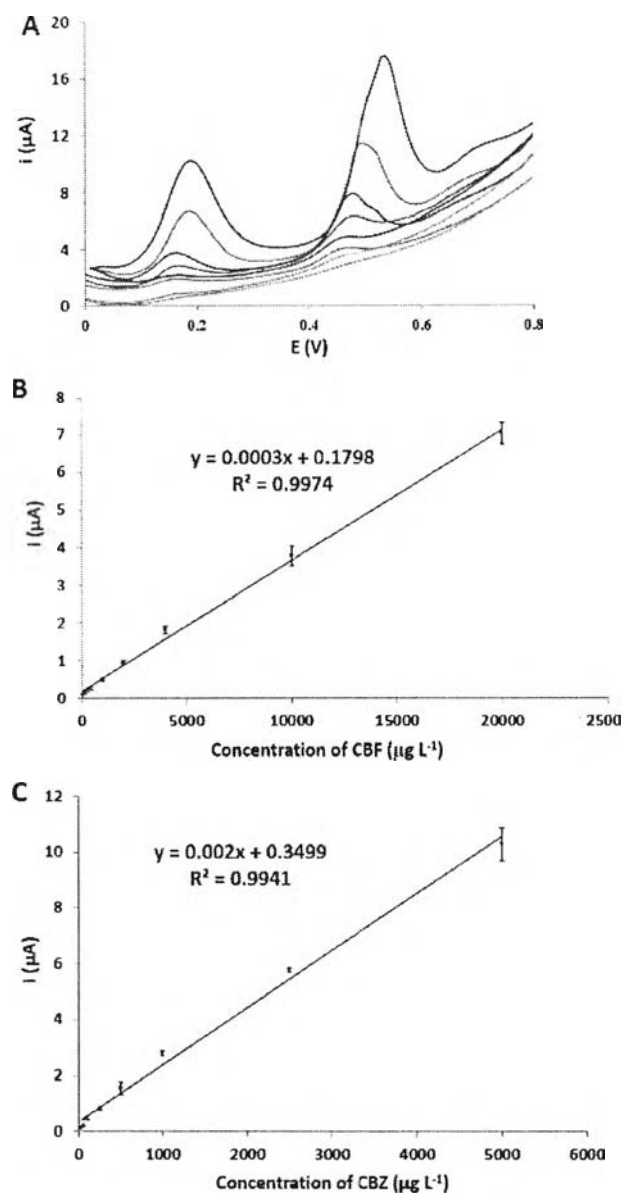 A
20
16
12
8
4
0
i (μA)
0 0.2 0.4 0.6 0.8
E (V)
B
8
7
6
5
4
3
2
1
0
i (μA)
y = 0.0003x + 0.1798
R² = 0.9974
0 5000 10000 15000 20000 2500
Concentration of CBF (μg L⁻¹)
C
12
10
8
6
4
2
0
i (μA)
y = 0.002x + 0.3499
R² = 0.9941
0 1000 2000 3000 4000 5000 6000
Concentration of CBZ (μg L⁻¹)